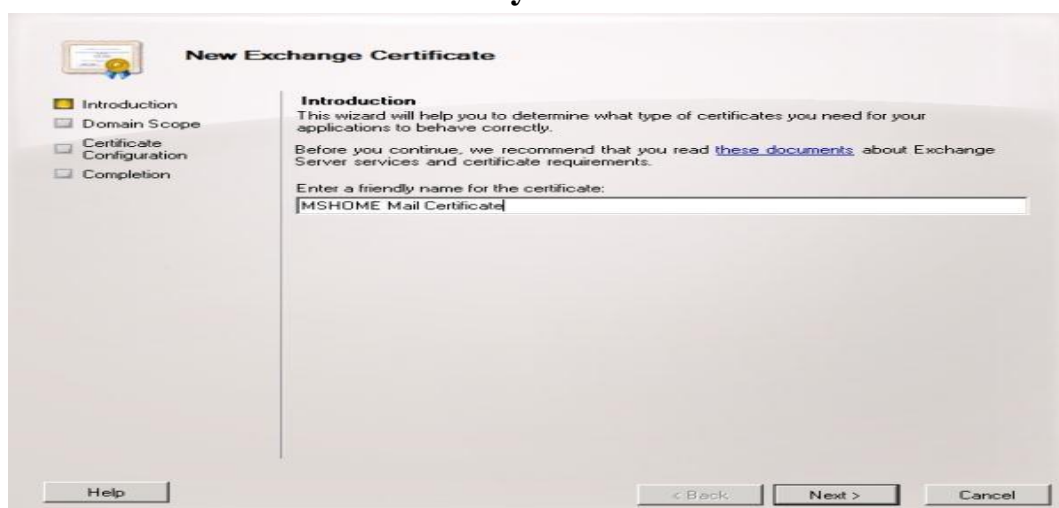 New Exchange Certificate
Introduction
Domain Scope
Certificate
Configuration
Completion
Introduction
This wizard will help you to determine what type of certificates you need for your
applications to behave correctly.
Before you continue, we recommend that you read these documents about Exchange
Server services and certificate requirements.
Enter a friendly name for the certificate:
MSHOME Mail Certificate
Help
< Back
Next >
Cancel